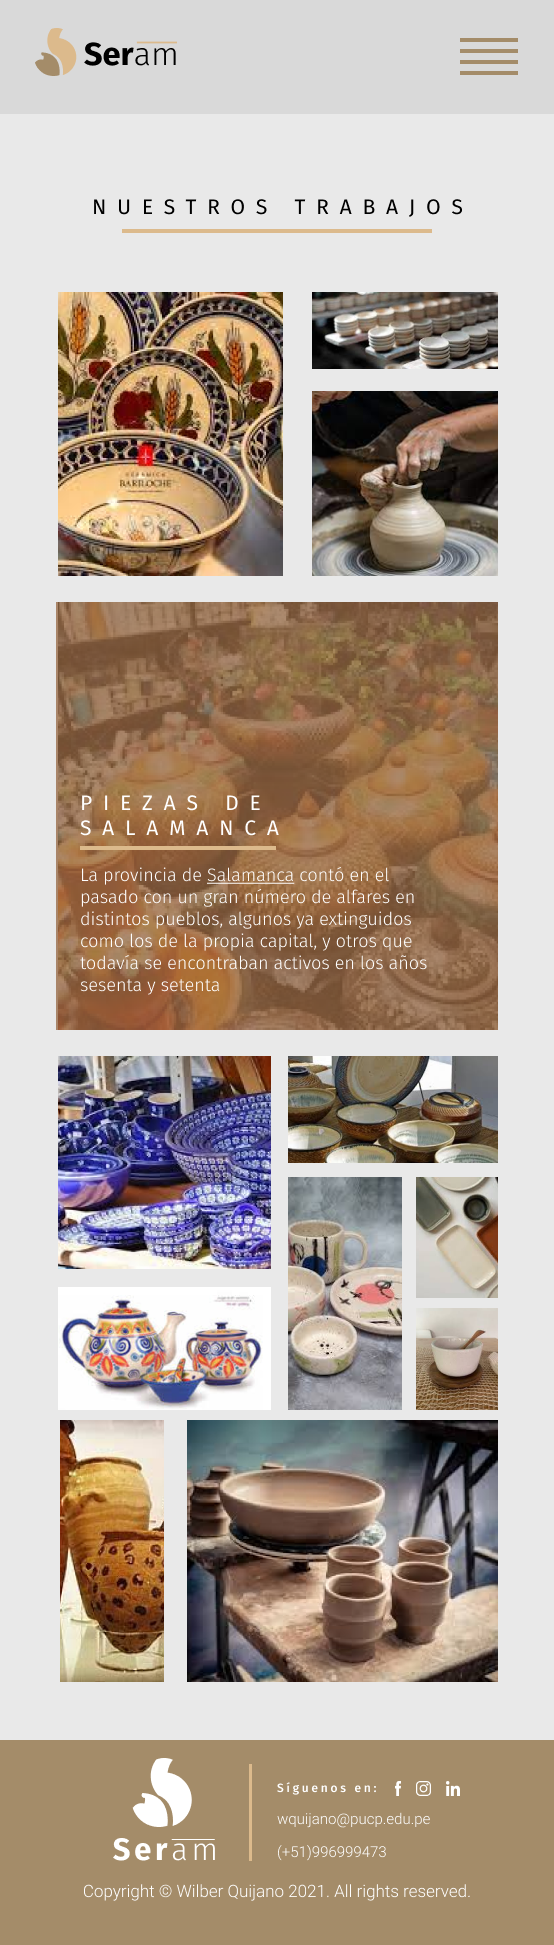 Seram
NUESTROS TRABAJOS
CERÁMICA
BARILOCHE
PIEZAS DE
SALAMANCA
La provincia de Salamanca contó en el
pasado con un gran número de alfares en
distintos pueblos, algunos ya extinguidos
como los de la propia capital, y otros que
todavía se encontraban activos en los años
sesenta y setenta
Síguenos en: f in
Seram
wquijano@pucp.edu.pe
(+51)996999473
Copyright © Wilber Quijano 2021. All rights reserved.